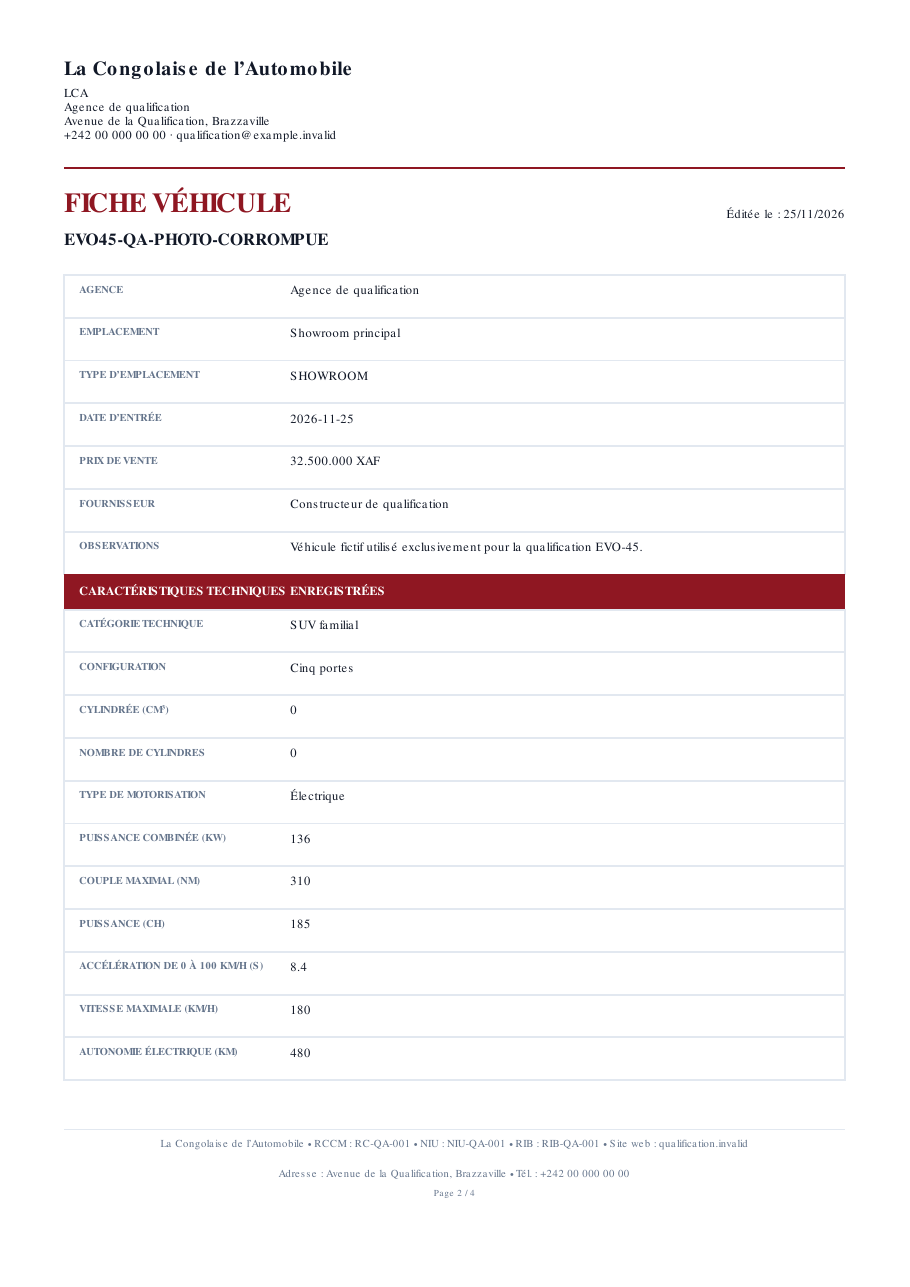 La Congolaise de l’Automobile
LCA
Agence de qualification
Avenue de la Qualification, Brazzaville
+242 00 000 00 00 · qualification@example.invalid
FICHE VÉHICULE
Éditée le : 25/11/2026
EVO45-QA-PHOTO-CORROMPUE
AGENCE Agence de qualification
EMPLACEMENT Showroom principal
TYPE D’EMPLACEMENT SHOWROOM
DATE D’ENTRÉE 2026-11-25
PRIX DE VENTE 32.500.000 XAF
FOURNISSEUR Constructeur de qualification
OBSERVATIONS Véhicule fictif utilisé exclusivement pour la qualification EVO-45.
CARACTÉRISTIQUES TECHNIQUES ENREGISTRÉES
CATÉGORIE TECHNIQUE SUV familial
CONFIGURATION Cinq portes
CYLINDRÉE (CM³) 0
NOMBRE DE CYLINDRES 0
TYPE DE MOTORISATION Électrique
PUISSANCE COMBINÉE (KW) 136
COUPLE MAXIMAL (NM) 310
PUISSANCE (CH) 185
ACCÉLÉRATION DE 0 À 100 KM/H (S) 8.4
VITESSE MAXIMALE (KM/H) 180
AUTONOMIE ÉLECTRIQUE (KM) 480
La Congolaise de l’Automobile • RCCM : RC-QA-001 • NIU : NIU-QA-001 • RIB : RIB-QA-001 • Site web : qualification.invalid
Adresse : Avenue de la Qualification, Brazzaville • Tél. : +242 00 000 00 00
Page 2 / 4